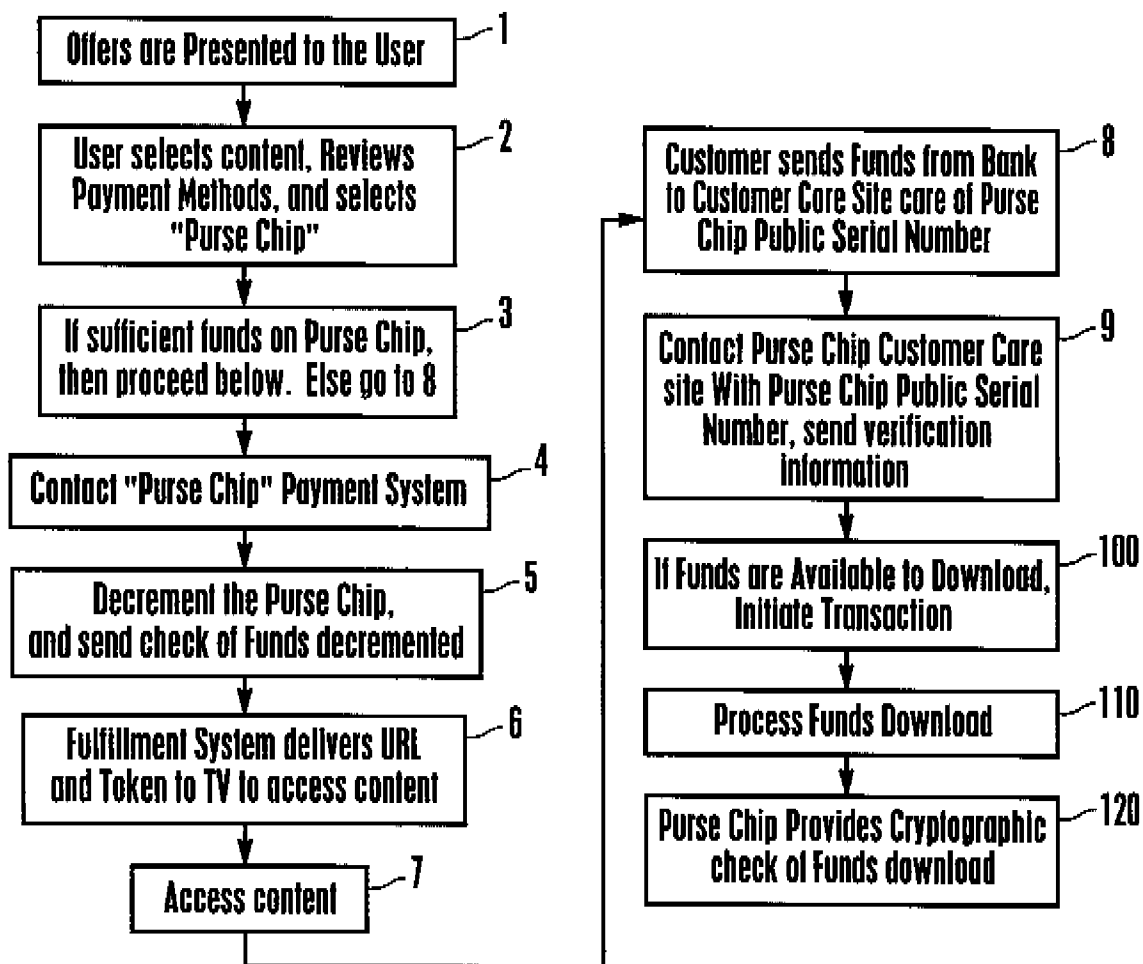 1
Offers are Presented to the User
2
User selects content, Reviews
Payment Methods, and selects
"Purse Chip"
3
If sufficient funds on Purse Chip,
then proceed below. Else go to 8
4
Contact "Purse Chip" Payment System
5
Decrement the Purse Chip,
and send check of Funds decremented
6
Fulfillment System delivers URL
and Token to TV to access content
7
Access content
8
Customer sends Funds from Bank
to Customer Care Site care of Purse
Chip Public Serial Number
9
Contact Purse Chip Customer Care
site With Purse Chip Public Serial
Number, send verification
information
100
If Funds are Available to Download,
Initiate Transaction
110
Process Funds Download
120
Purse Chip Provides Cryptographic
check of Funds download